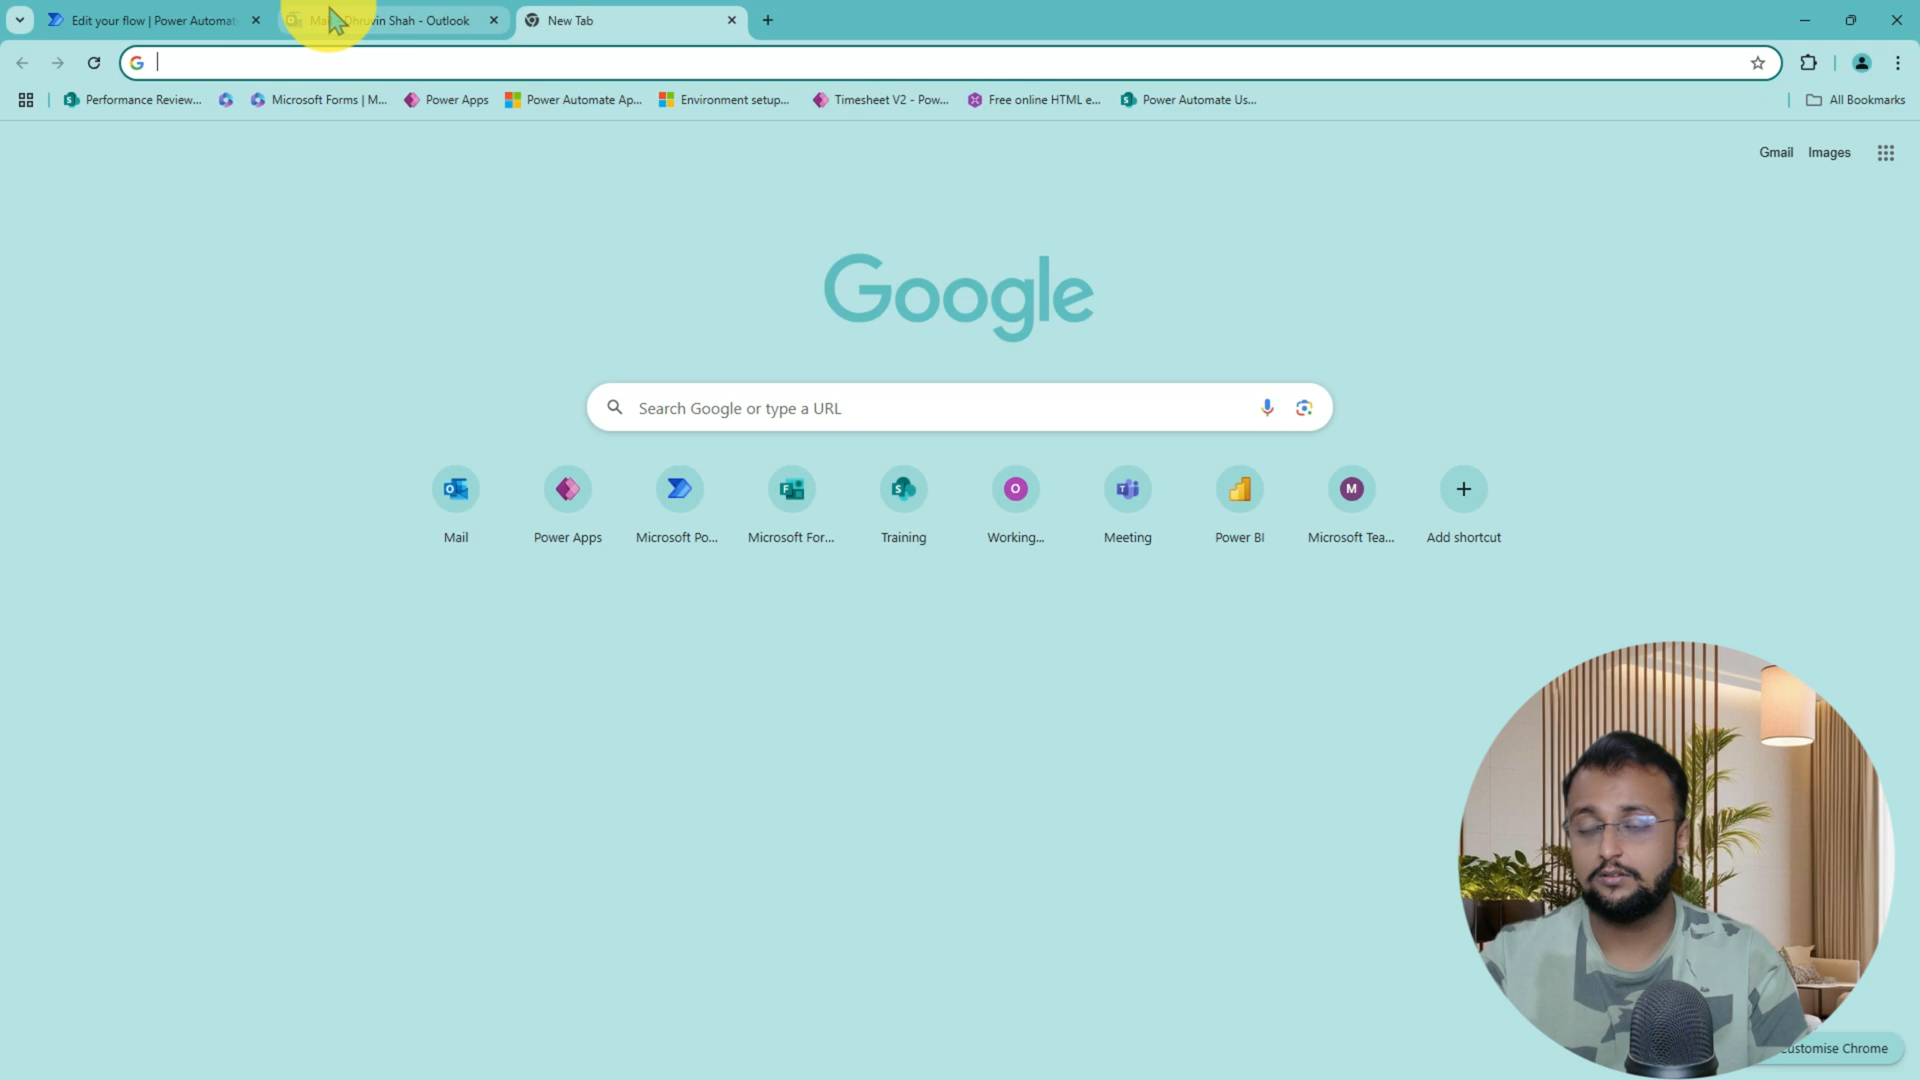 Edit your flow | Power Automat
Dhruvin Shah - Outlook
New Tab
Performance Review...
Microsoft Forms | M...
Power Apps
Power Automate Ap...
Environment setup...
Timesheet V2 - Pow...
Free online HTML e...
Power Automate Us...
All Bookmarks
Gmail
Images
Google
Search Google or type a URL
Mail
Power Apps
Microsoft Po...
Microsoft For...
Training
Working...
Meeting
Power BI
Microsoft Tea...
Add shortcut
Customise Chrome